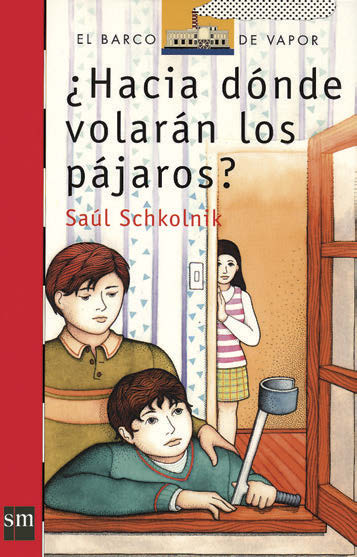 EL BARCO DE VAPOR
¿Hacia dónde
volarán los
pájaros?
Saúl Schkolnik
sm